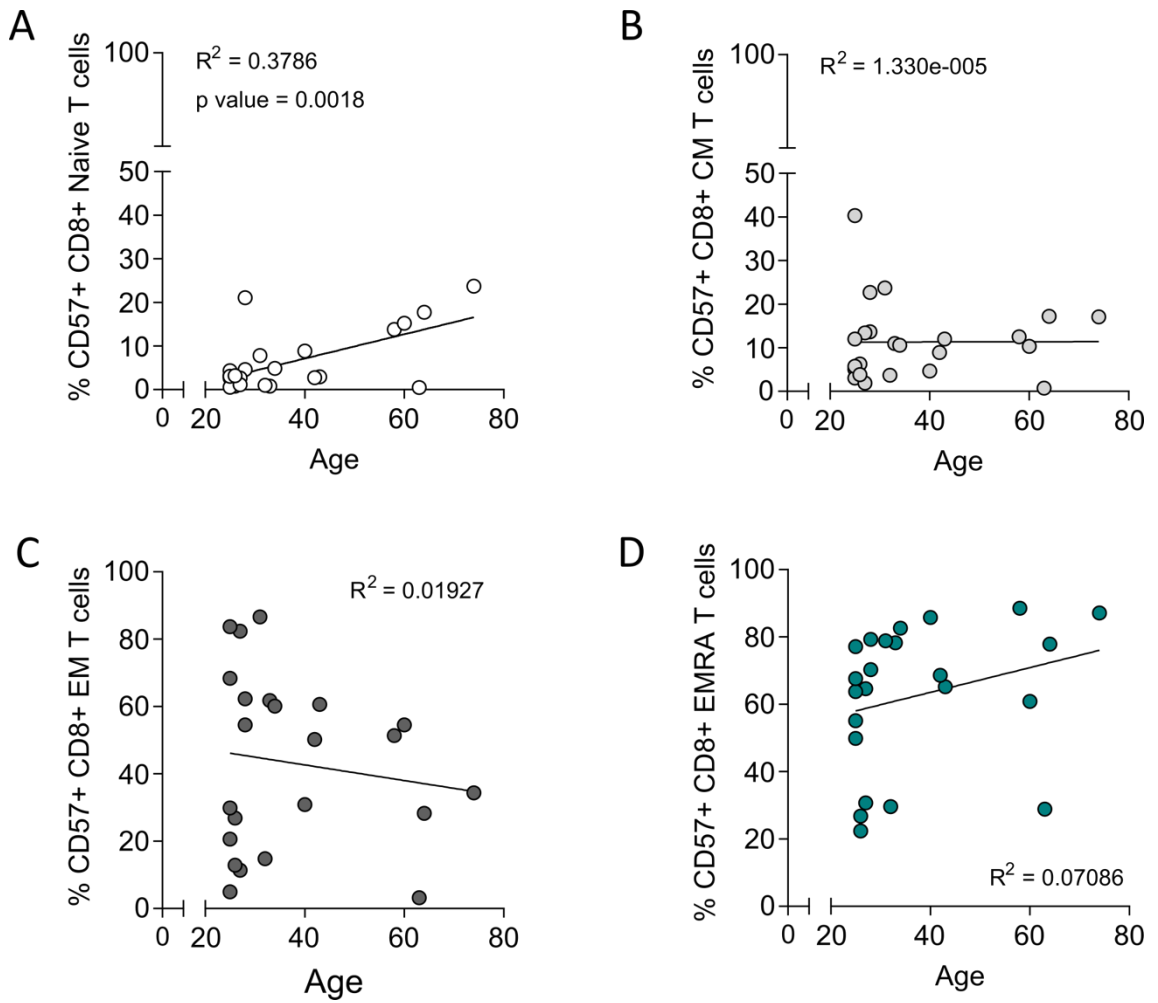 A
% CD57+ CD8+ Naive T cells
100
50
40
30
20
10
0
R² = 0.3786
p value = 0.0018
0 20 40 60 80
Age
B
% CD57+ CD8+ CM T cells
100
50
40
30
20
10
0
R² = 1.330e-005
0 20 40 60 80
Age
C
% CD57+ CD8+ EM T cells
100
80
60
40
20
0
R² = 0.01927
0 20 40 60 80
Age
D
% CD57+ CD8+ EMRA T cells
100
80
60
40
20
0
R² = 0.07086
0 20 40 60 80
Age